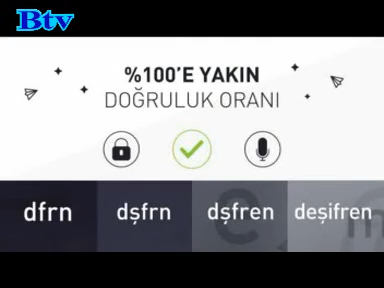 Btv
%100'E YAKIN
DOĞRULUK ORANI
dfrn dşfrn dşfren deşifren